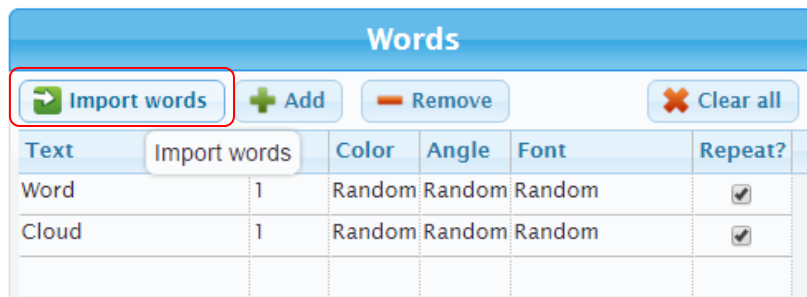 Words
Import words Add Remove Clear all
Text Import words Color Angle Font Repeat?
Word 1 Random Random Random
Cloud 1 Random Random Random